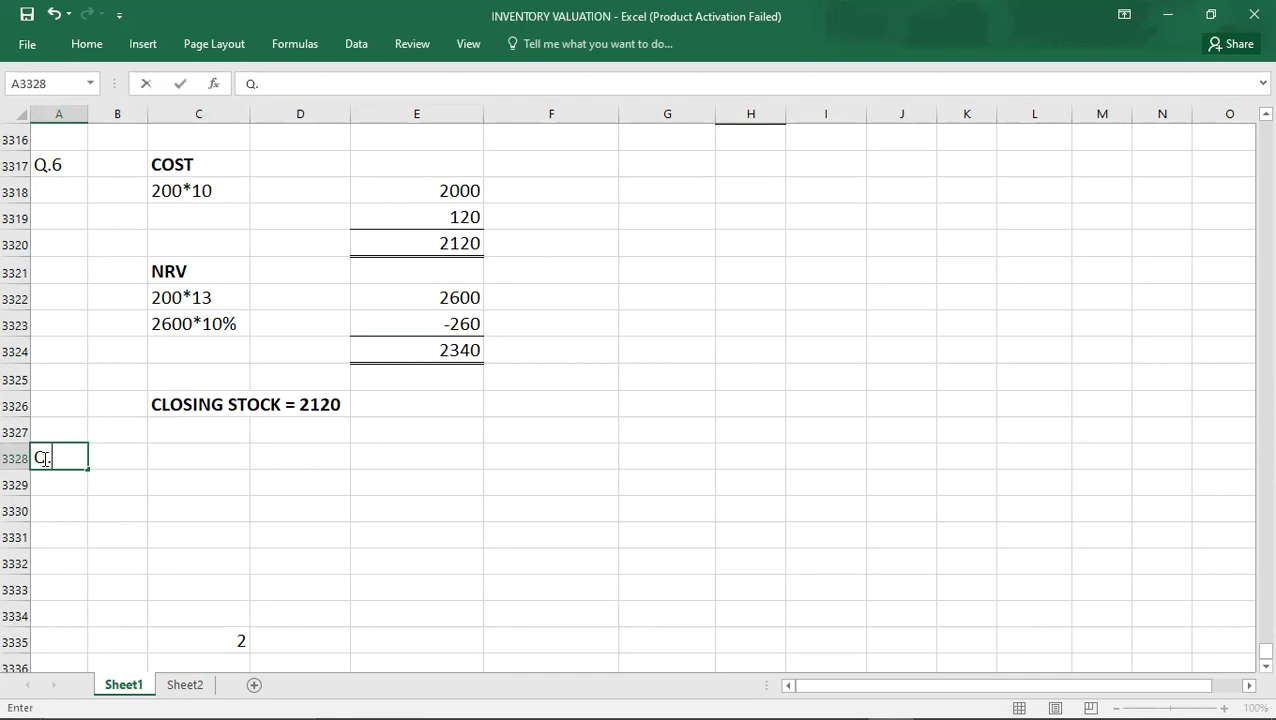 INVENTORY VALUATION - Excel (Product Activation Failed)
File Home Insert Page Layout Formulas Data Review View Tell me what you want to do... Share
A3328 fx Q.
A B C D E F G H I J K L M N O
3316
3317 Q.6 COST
3318 200*10 2000
3319 120
3320 2120
3321 NRV
3322 200*13 2600
3323 2600*10% -260
3324 2340
3325
3326 CLOSING STOCK = 2120
3327
3328 Q.
3329
3330
3331
3332
3333
3334
3335 2
3336
Sheet1 Sheet2
Enter 100%